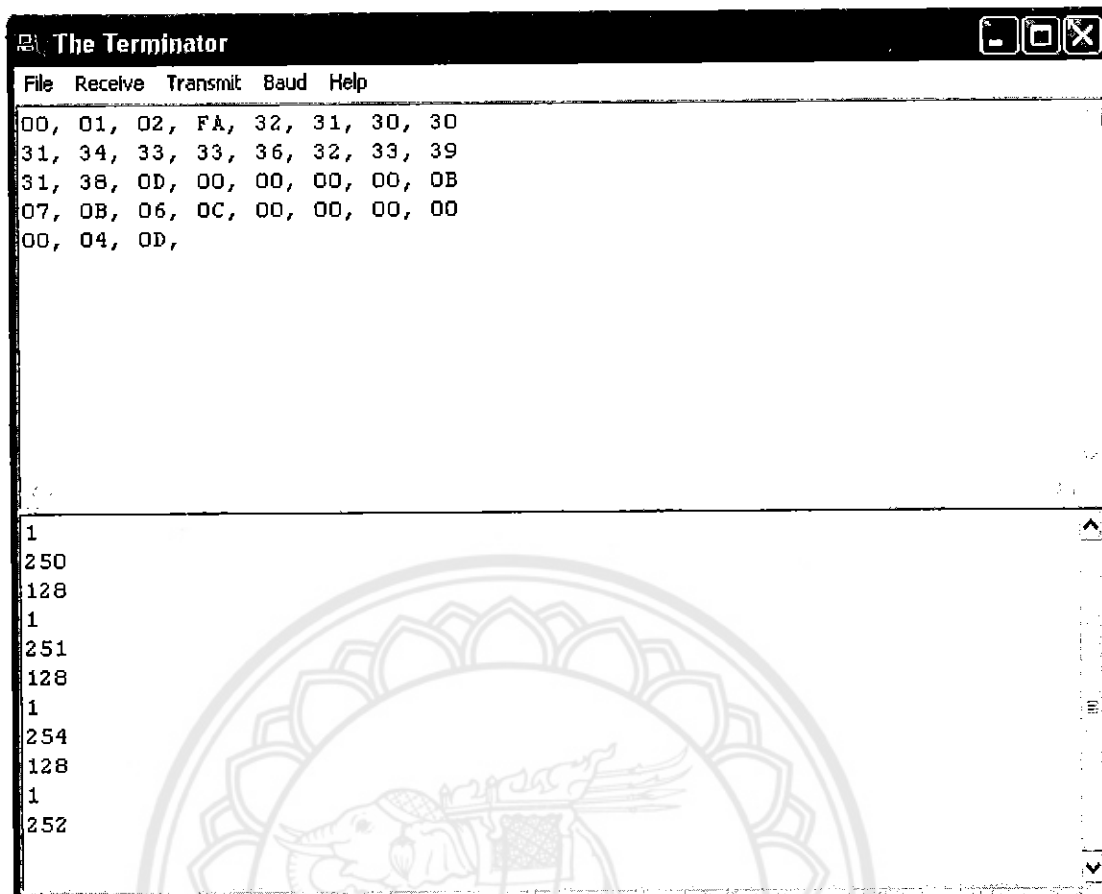 The Terminator
File Receive Transmit Baud Help
00, 01, 02, FA, 32, 31, 30, 30
31, 34, 33, 33, 36, 32, 33, 39
31, 38, 0D, 00, 00, 00, 00, 0B
07, 0B, 06, 0C, 00, 00, 00, 00
00, 04, 0D,
1
250
128
1
251
128
1
254
128
1
252